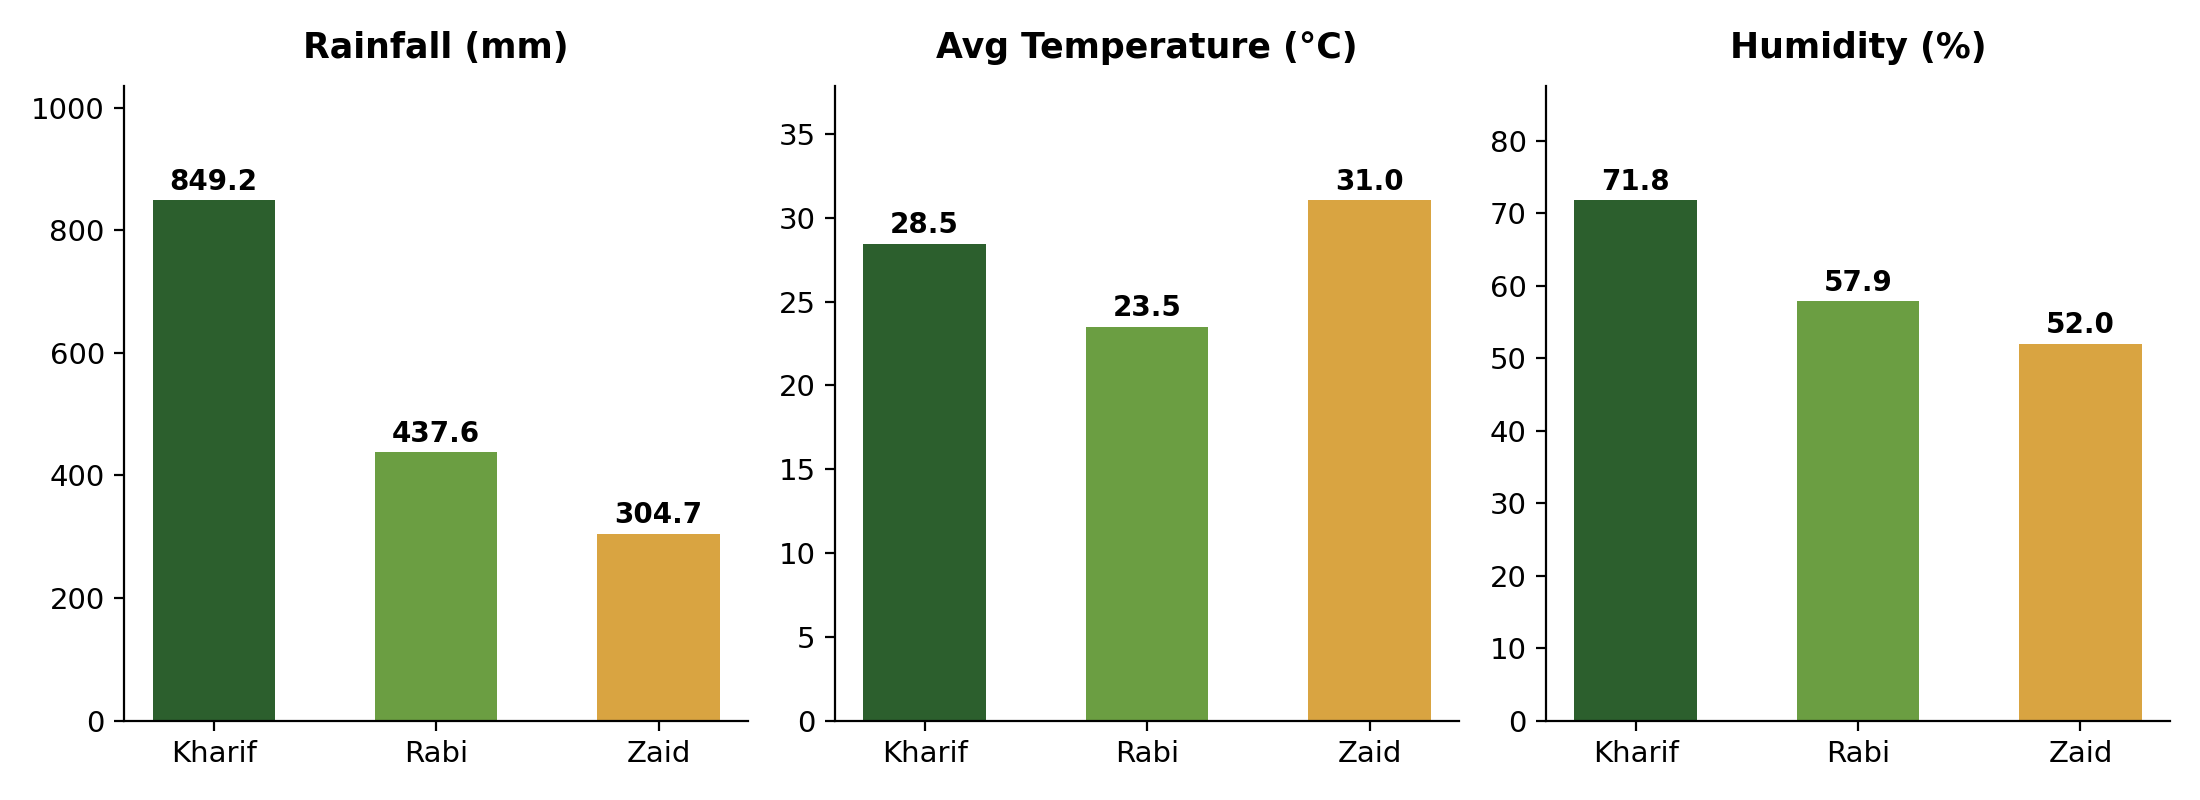 Rainfall (mm)
1000
800
600
400
200
0
849.2
437.6
304.7
Kharif
Rabi
Zaid
Avg Temperature (°C)
35
30
25
20
15
10
5
0
28.5
23.5
31.0
Kharif
Rabi
Zaid
Humidity (%)
80
70
60
50
40
30
20
10
0
71.8
57.9
52.0
Kharif
Rabi
Zaid